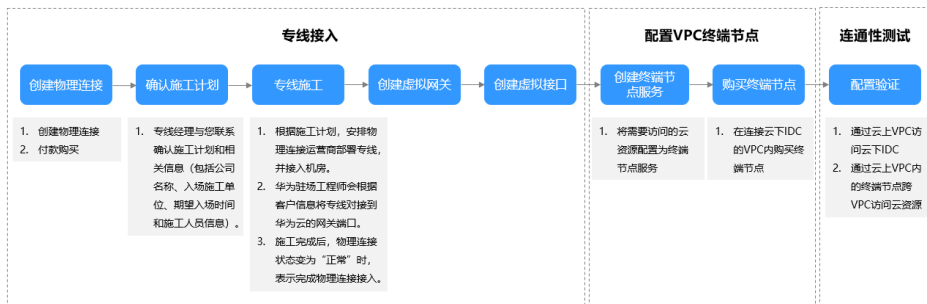 专线接入
创建物理连接
确认施工计划
专线施工
创建虚拟网关
创建虚拟接口
1. 创建物理连接
2. 付款购买
1. 专线经理与您联系
确认施工计划和相
关信息（包括公司
名称、入场施工单
位、期望入场时间
和施工人员信息）。
1. 根据施工计划，安排物
理连接运营商部署专线，
并接入机房。
2. 华为驻场工程师会根据
客户信息将专线对接到
华为云的网关端口。
3. 施工完成后，物理连接
状态变为“正常”时，
表示完成物理连接接入。
配置VPC终端节点
创建终端节
点服务
购买终端节点
1. 将需要访问的云
资源配置为终端
节点服务
1. 在连接云下IDC
的VPC内购买终
端节点
连通性测试
配置验证
1. 通过云上VPC访
问云下IDC
2. 通过云上VPC内
的终端节点跨
VPC访问云资源